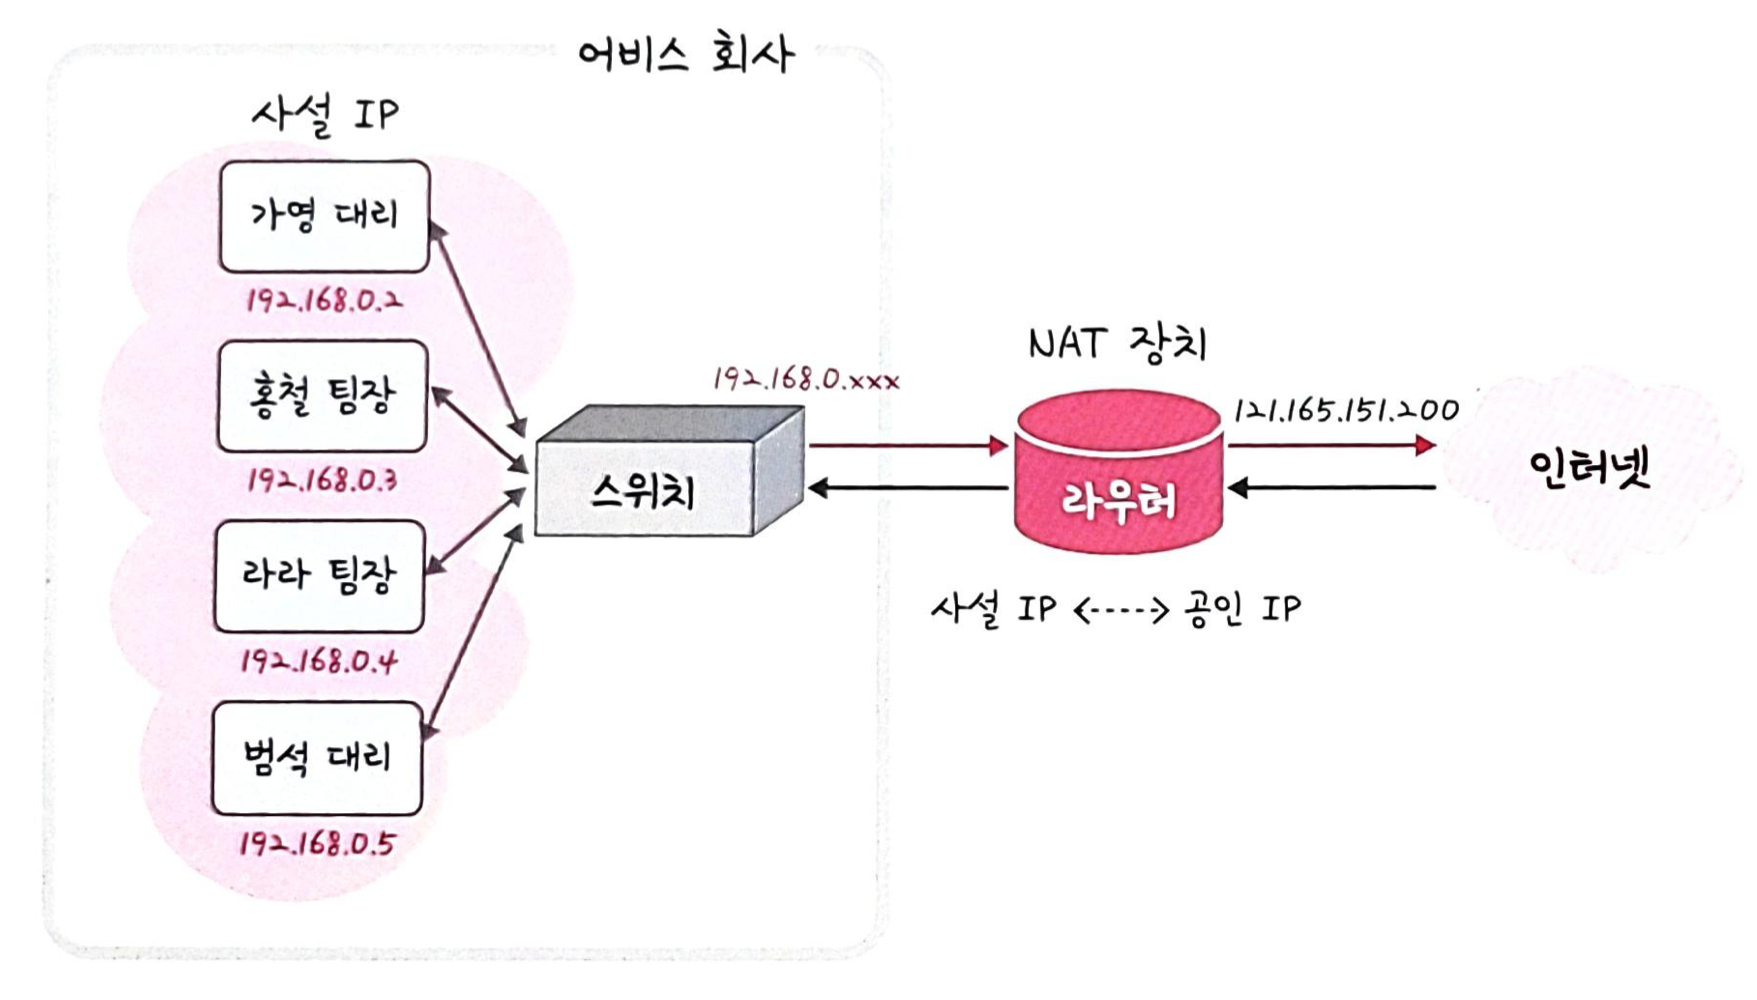 어비스 회사
사설 IP
가영 대리
192.168.0.2
홍철 팀장
192.168.0.3
라라 팀장
192.168.0.4
범석 대리
192.168.0.5
192.168.0.xxx
스위치
NAT 장치
라우터
사설 IP <----> 공인 IP
121.165.151.200
인터넷